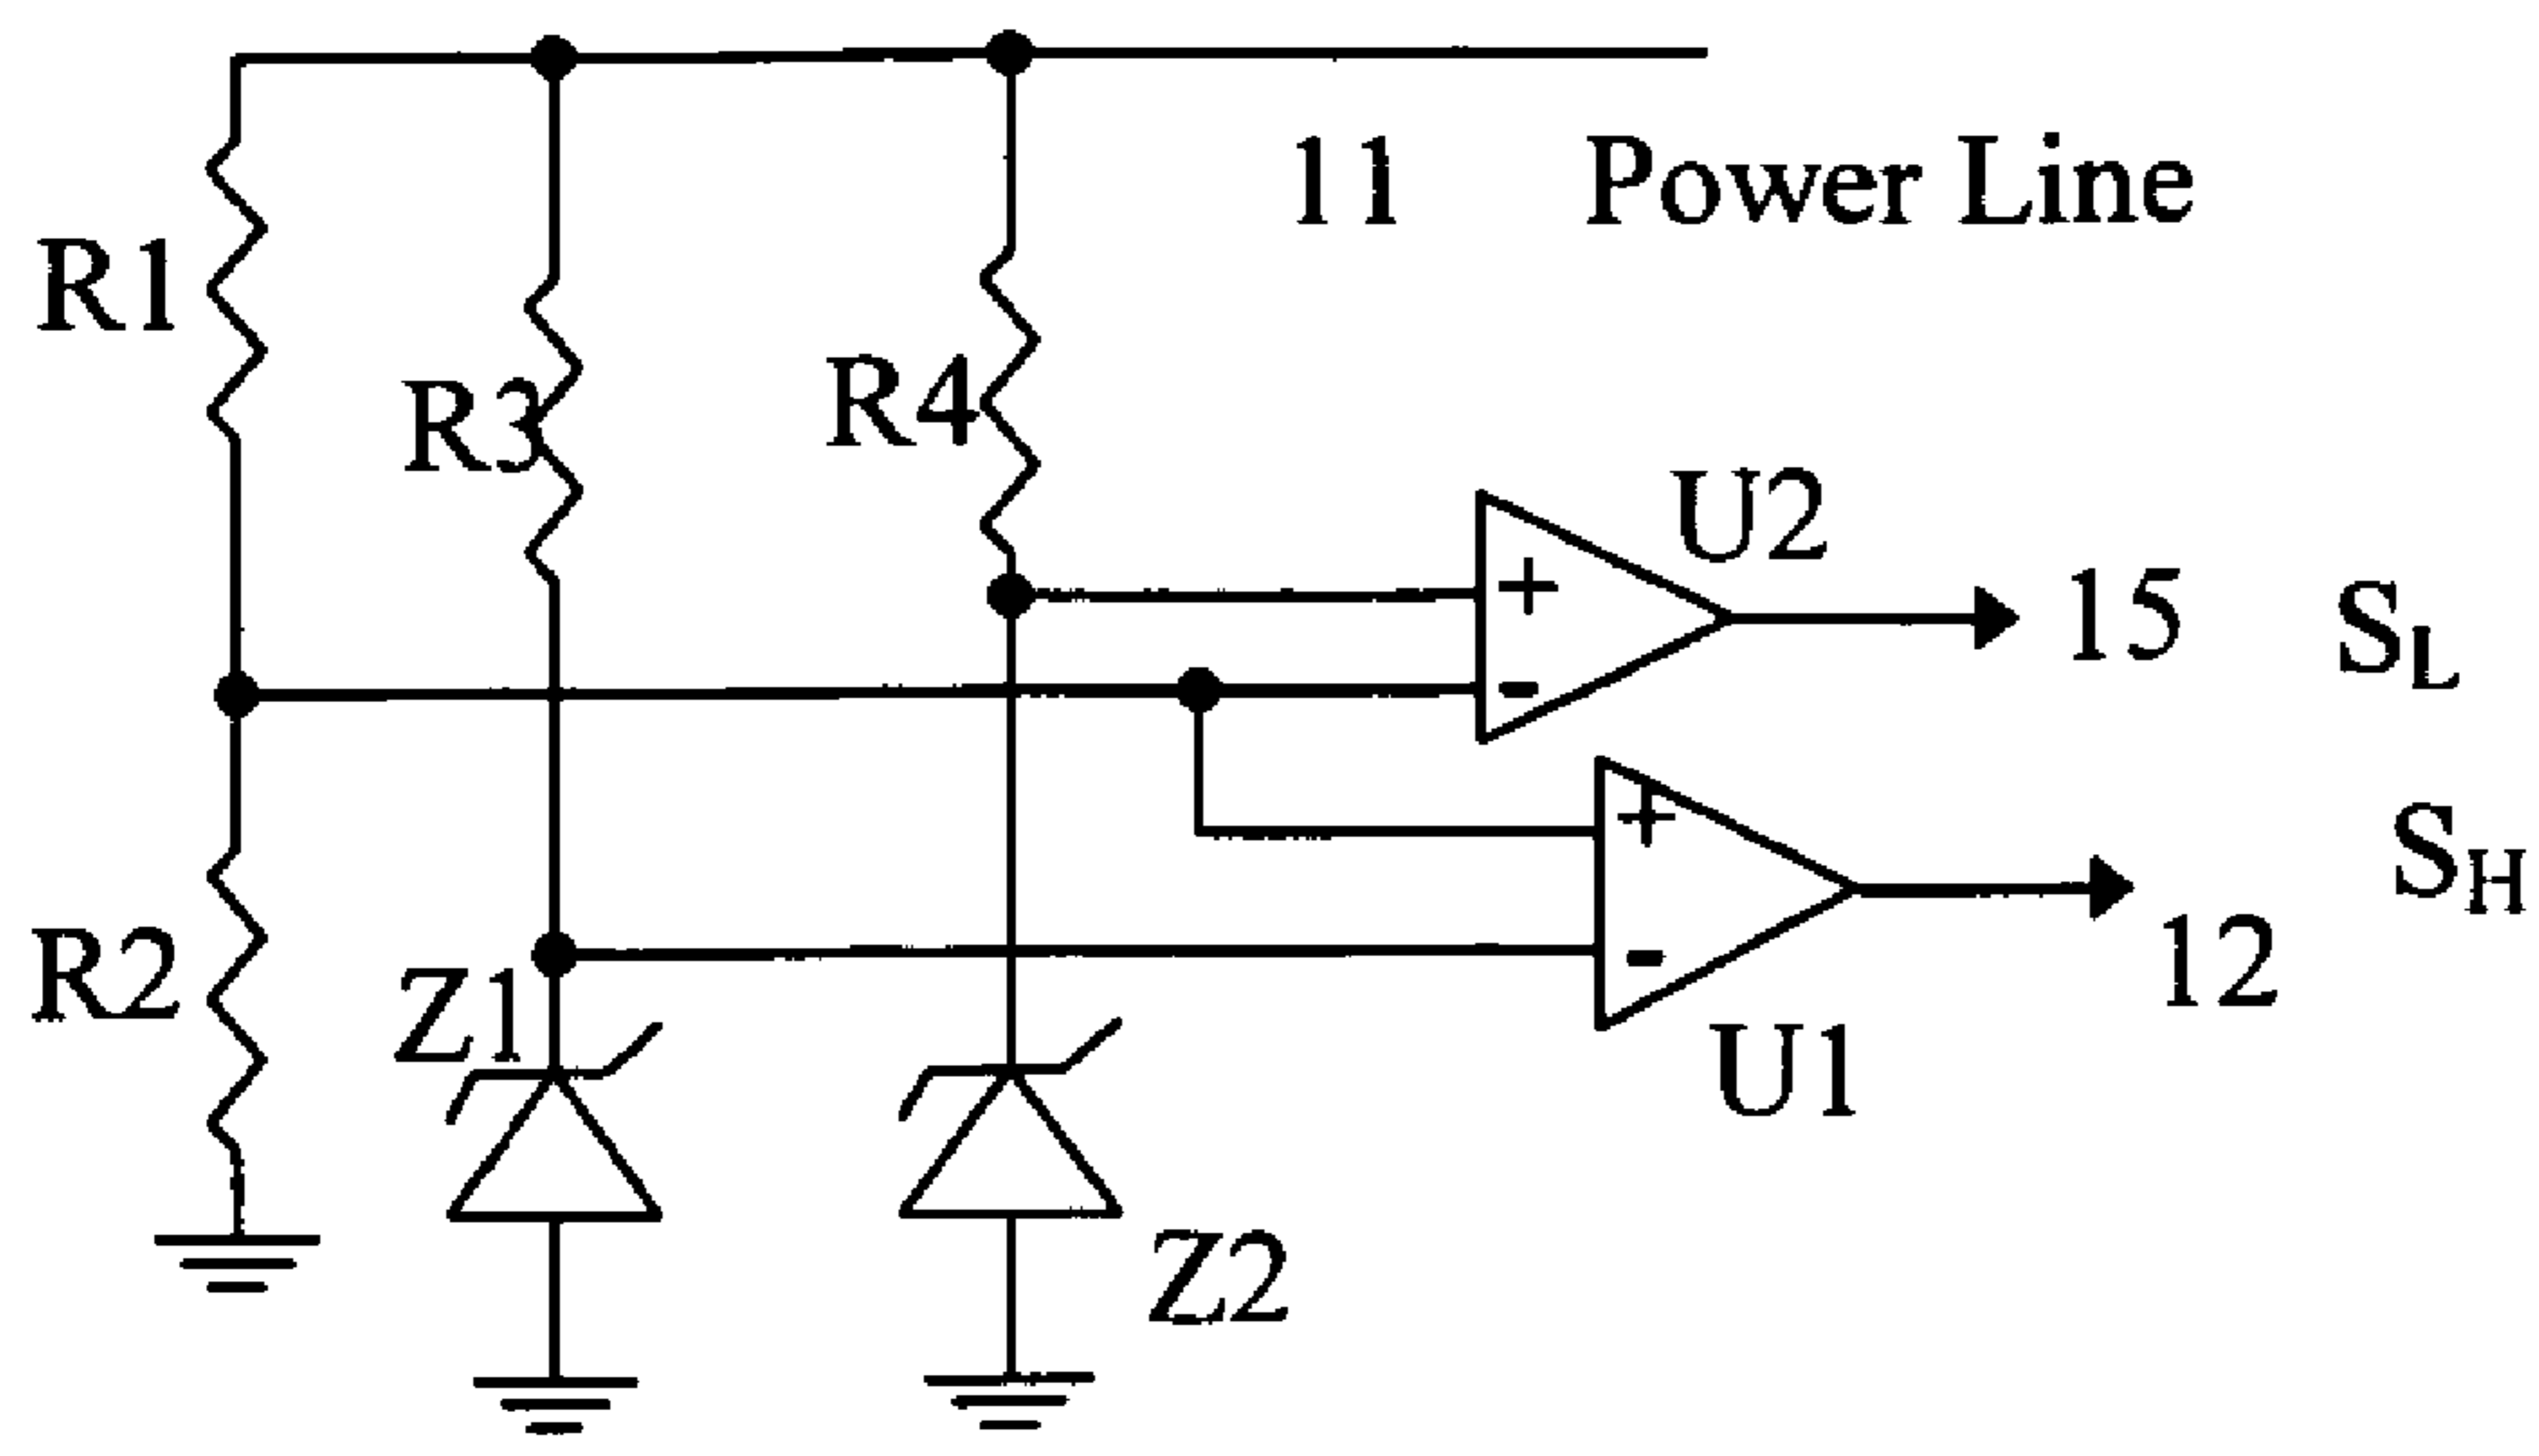 11 Power Line
R1
R3
R4
U2
+
-
15 S_L
+
-
S_H
12
R2
Z1
U1
Z2